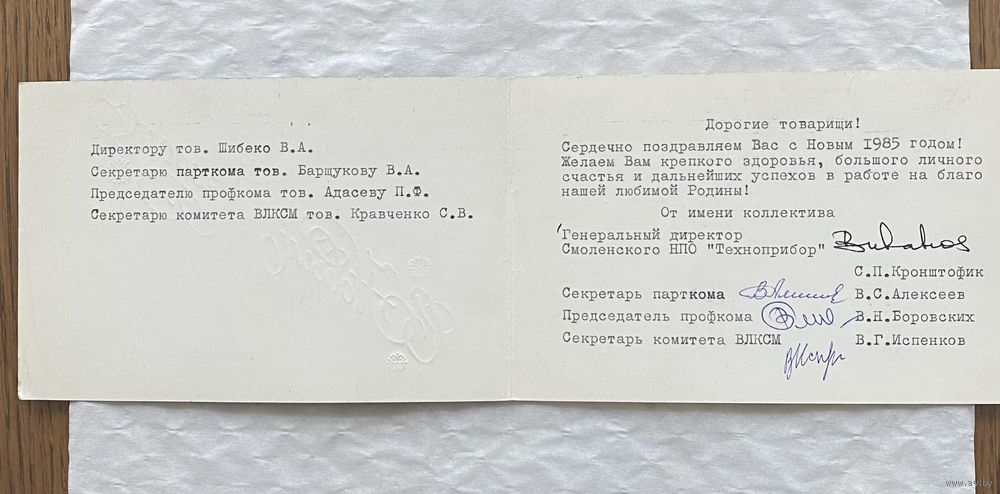 Директору тов. Шибеко В.А.
Секретарю парткома тов. Барщукову В.А.
Председателю профкома тов. Адасеву П.Ф.
Секретарю комитета ВЛКСМ тов. Кравченко С.В.
Дорогие товарищи!
Сердечно поздравляем Вас с Новым 1985 годом!
Желаем Вам крепкого здоровья, большого личного
счастья и дальнейших успехов в работе на благо
нашей любимой Родины!
От имени коллектива
Генеральный директор
Смоленского НПО "Техноприбор"
С.П.Кронштофик
Секретарь парткома В.С.Алексеев
Председатель профкома В.Н.Боровских
Секретарь комитета ВЛКСМ В.Г.Испенков
www.ay.by